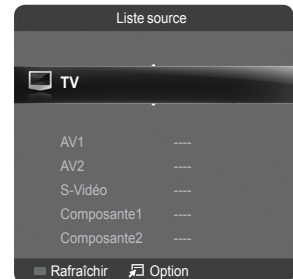 Liste source
TV
AV1 ----
AV2 ----
S-Vidéo ----
Composante1 ----
Composante2 ----
Rafraîchir Option